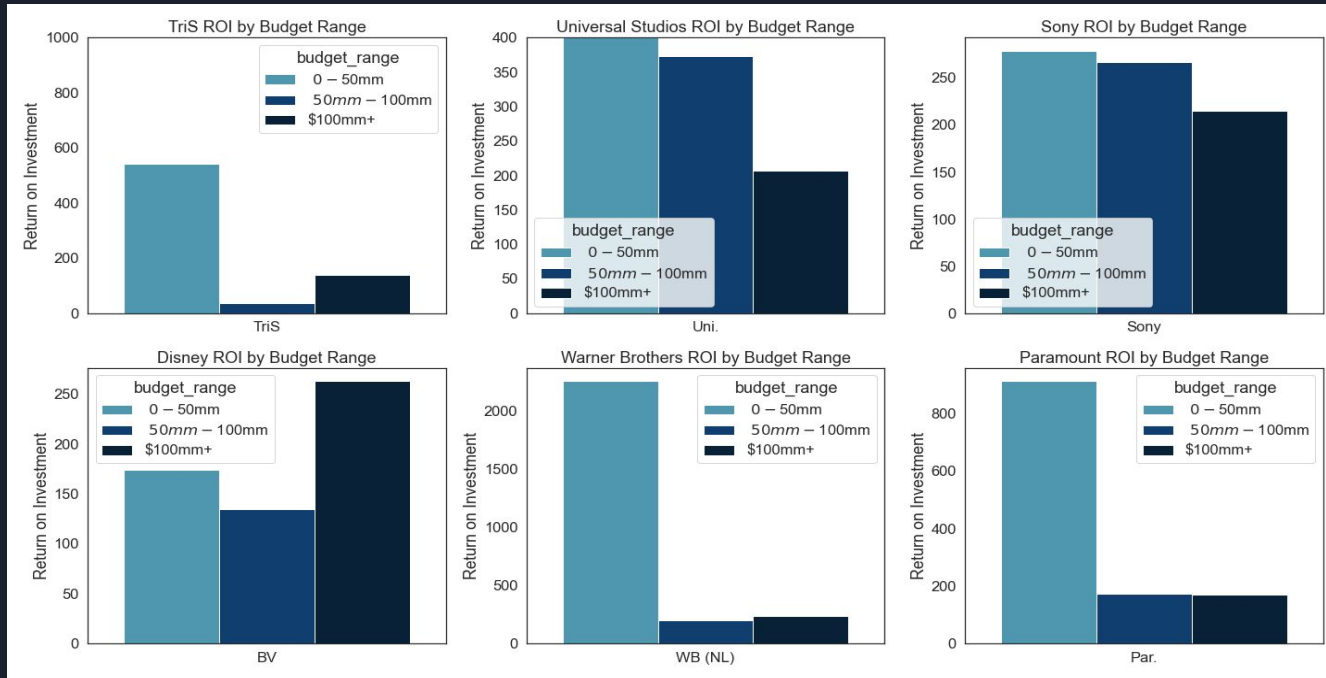 TriS ROI by Budget Range
Return on Investment
1000
800
600
400
200
0
budget_range
0 − 50mm
50mm − 100mm
$100mm+
TriS
Universal Studios ROI by Budget Range
Return on Investment
400
350
300
250
200
150
100
50
0
budget_range
0 − 50mm
50mm − 100mm
$100mm+
Uni.
Sony ROI by Budget Range
Return on Investment
250
200
150
100
50
0
budget_range
0 − 50mm
50mm − 100mm
$100mm+
Sony
Disney ROI by Budget Range
Return on Investment
250
200
150
100
50
0
budget_range
0 − 50mm
50mm − 100mm
$100mm+
BV
Warner Brothers ROI by Budget Range
Return on Investment
2000
1500
1000
500
0
budget_range
0 − 50mm
50mm − 100mm
$100mm+
WB (NL)
Paramount ROI by Budget Range
Return on Investment
800
600
400
200
0
budget_range
0 − 50mm
50mm − 100mm
$100mm+
Par.